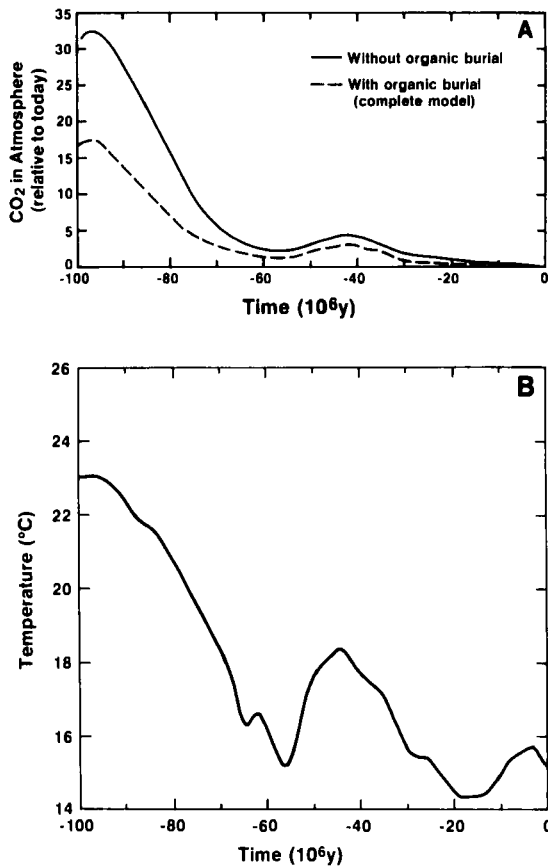 A
CO2 in Atmosphere
(relative to today)
35
30
25
20
15
10
5
0
Without organic burial
With organic burial
(complete model)
-100
-80
-60
-40
-20
0
Time (10⁶y)
B
Temperature (°C)
26
24
22
20
18
16
14
-100
-80
-60
-40
-20
0
Time (10⁶y)